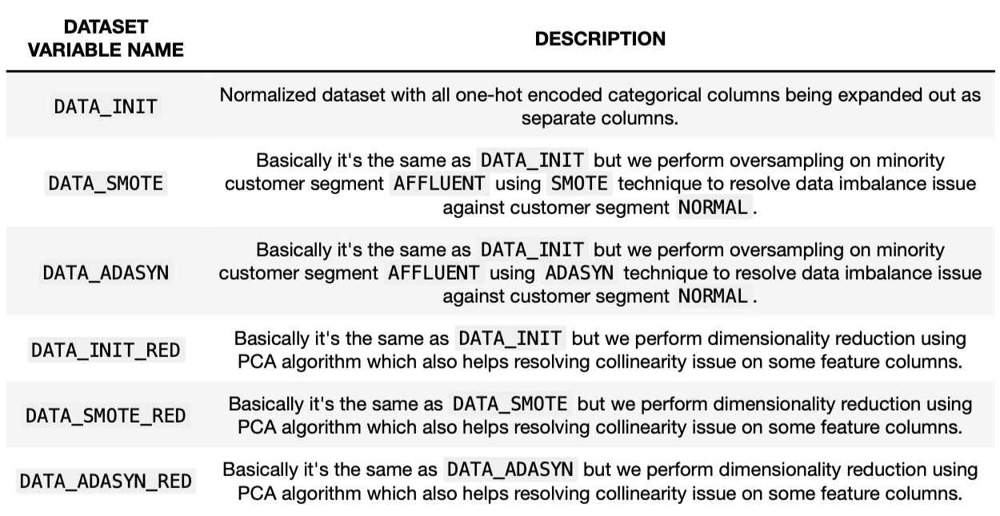 DATASET
VARIABLE NAME
DESCRIPTION
DATA_INIT
Normalized dataset with all one-hot encoded categorical columns being expanded out as
separate columns.
DATA_SMOTE
Basically it's the same as DATA_INIT but we perform oversampling on minority
customer segment AFFLUENT using SMOTE technique to resolve data imbalance issue
against customer segment NORMAL.
DATA_ADASYN
Basically it's the same as DATA_INIT but we perform oversampling on minority
customer segment AFFLUENT using ADASYN technique to resolve data imbalance issue
against customer segment NORMAL.
DATA_INIT_RED
Basically it's the same as DATA_INIT but we perform dimensionality reduction using
PCA algorithm which also helps resolving collinearity issue on some feature columns.
DATA_SMOTE_RED
Basically it's the same as DATA_SMOTE but we perform dimensionality reduction using
PCA algorithm which also helps resolving collinearity issue on some feature columns.
DATA_ADASYN_RED
Basically it's the same as DATA_ADASYN but we perform dimensionality reduction using
PCA algorithm which also helps resolving collinearity issue on some feature columns.